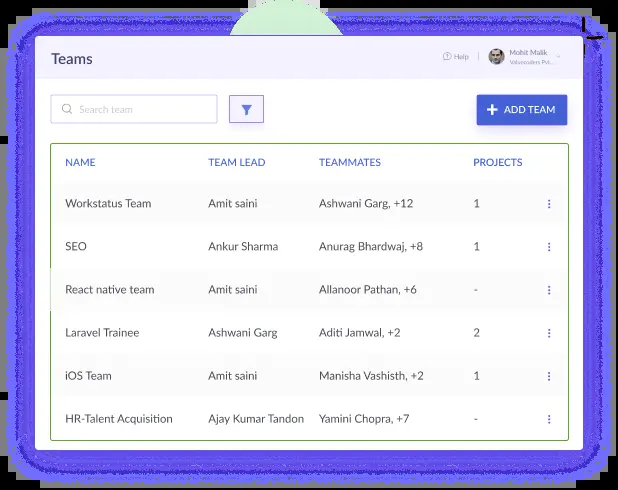 Teams
Help
Mohit Malik
Valuecoders Pvt...
Search team
+ ADD TEAM
NAME TEAM LEAD TEAMMATES PROJECTS
Workstatus Team Amit saini Ashwani Garg, +12 1
SEO Ankur Sharma Anurag Bhardwaj, +8 1
React native team Amit saini Allanoor Pathan, +6 -
Laravel Trainee Ashwani Garg Aditi Jamwal, +2 2
iOS Team Amit saini Manisha Vashisth, +2 1
HR-Talent Acquisition Ajay Kumar Tandon Yamini Chopra, +7 -